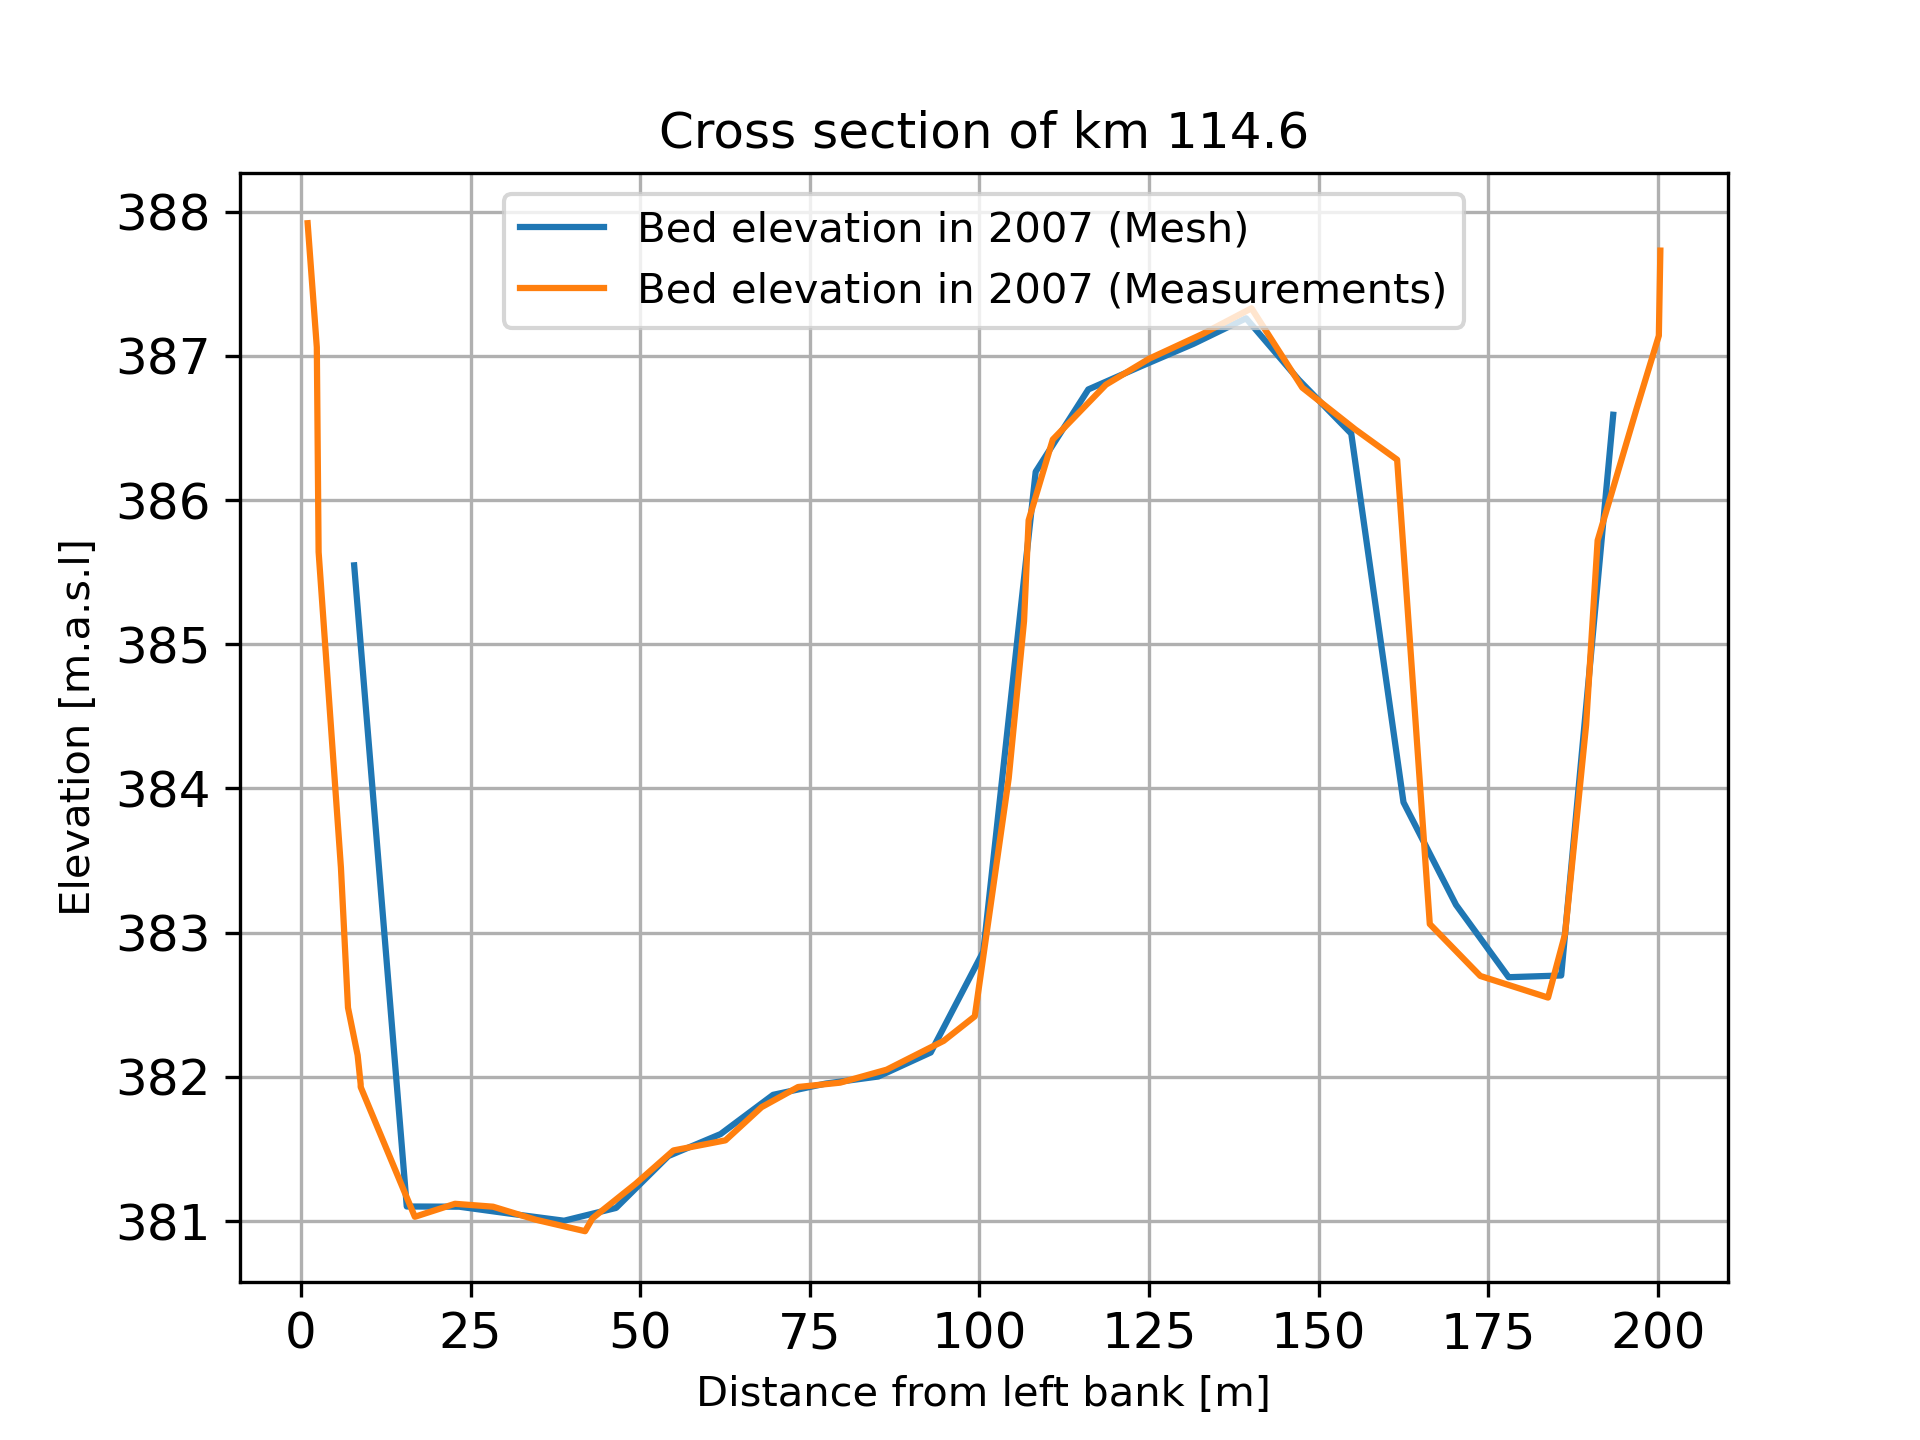 Cross section of km 114.6
Bed elevation in 2007 (Mesh)
Bed elevation in 2007 (Measurements)
388
387
386
385
384
383
382
381
Elevation [m.a.s.l]
0 25 50 75 100 125 150 175 200
Distance from left bank [m]